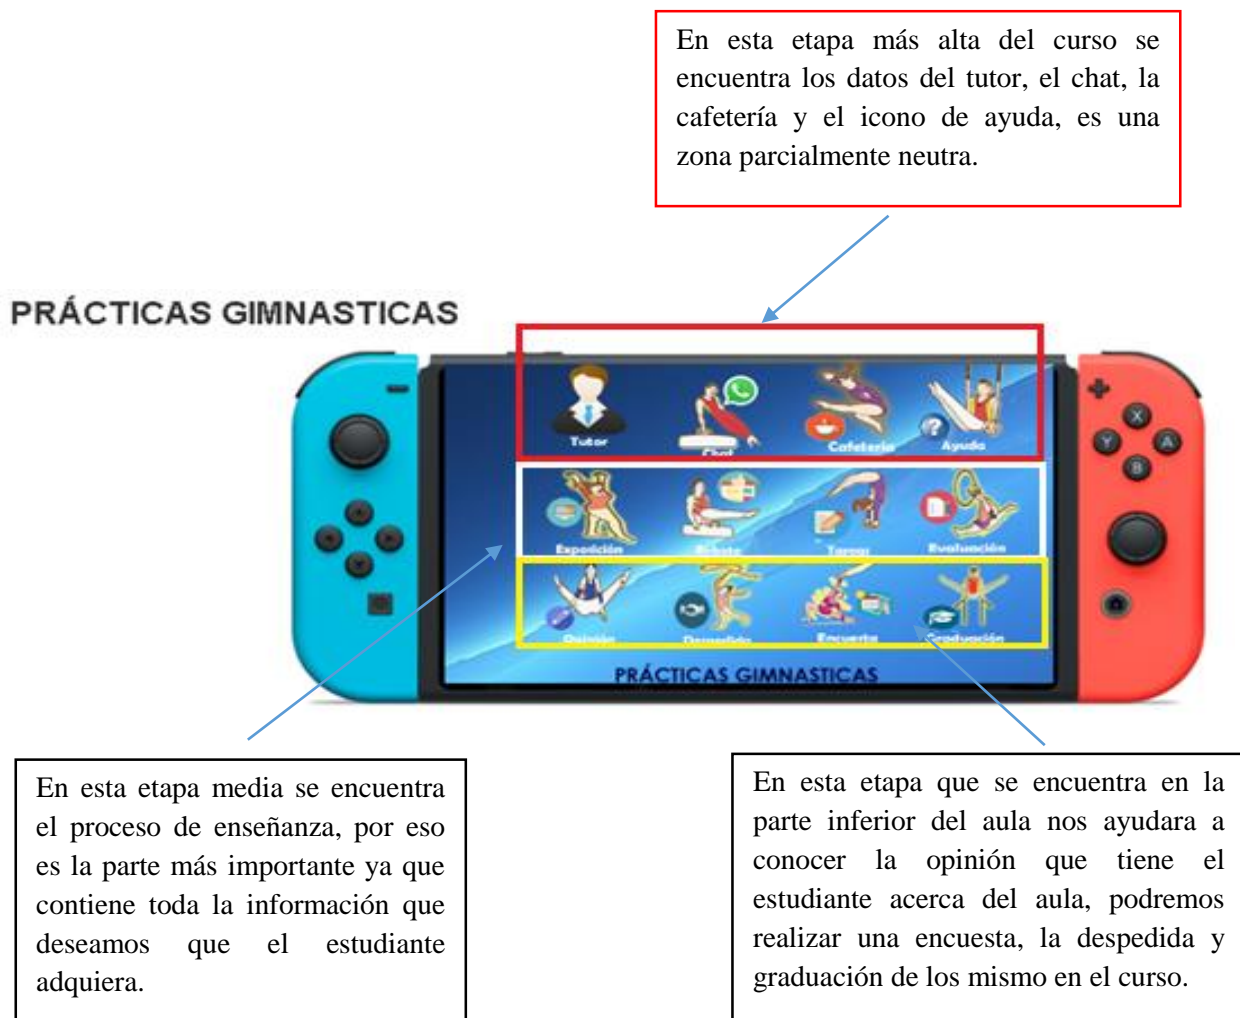 En esta etapa más alta del curso se
encuentra los datos del tutor, el chat, la
cafetería y el icono de ayuda, es una
zona parcialmente neutra.
PRÁCTICAS GIMNASTICAS
Tutor
Chat
Cafetería
Ayuda
X
Y
A
B
Exposición
Tareas
Evaluación
Opinión
Despedida
Encuesta
Graduación
PRÁCTICAS GIMNASTICAS
En esta etapa media se encuentra
el proceso de enseñanza, por eso
es la parte más importante ya que
contiene toda la información que
deseamos que el estudiante
adquiera.
En esta etapa que se encuentra en la
parte inferior del aula nos ayudara a
conocer la opinión que tiene el
estudiante acerca del aula, podremos
realizar una encuesta, la despedida y
graduación de los mismo en el curso.